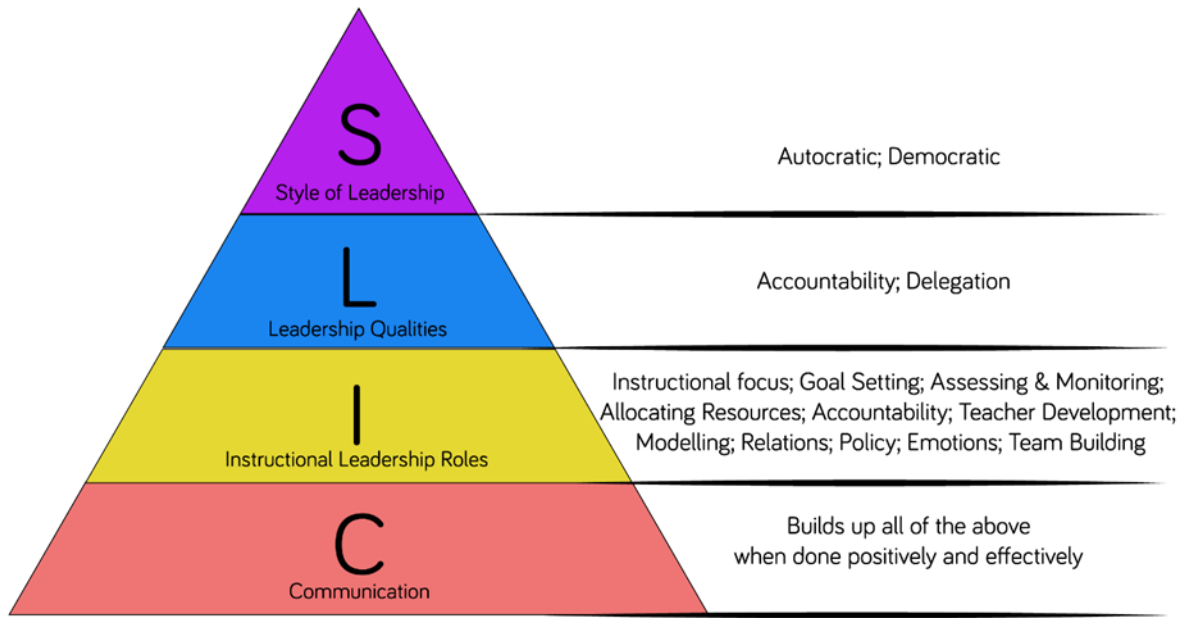 S
Style of Leadership
Autocratic; Democratic
L
Leadership Qualities
Accountability; Delegation
I
Instructional Leadership Roles
Instructional focus; Goal Setting; Assessing & Monitoring;
Allocating Resources; Accountability; Teacher Development;
Modelling; Relations; Policy; Emotions; Team Building
C
Communication
Builds up all of the above
when done positively and effectively